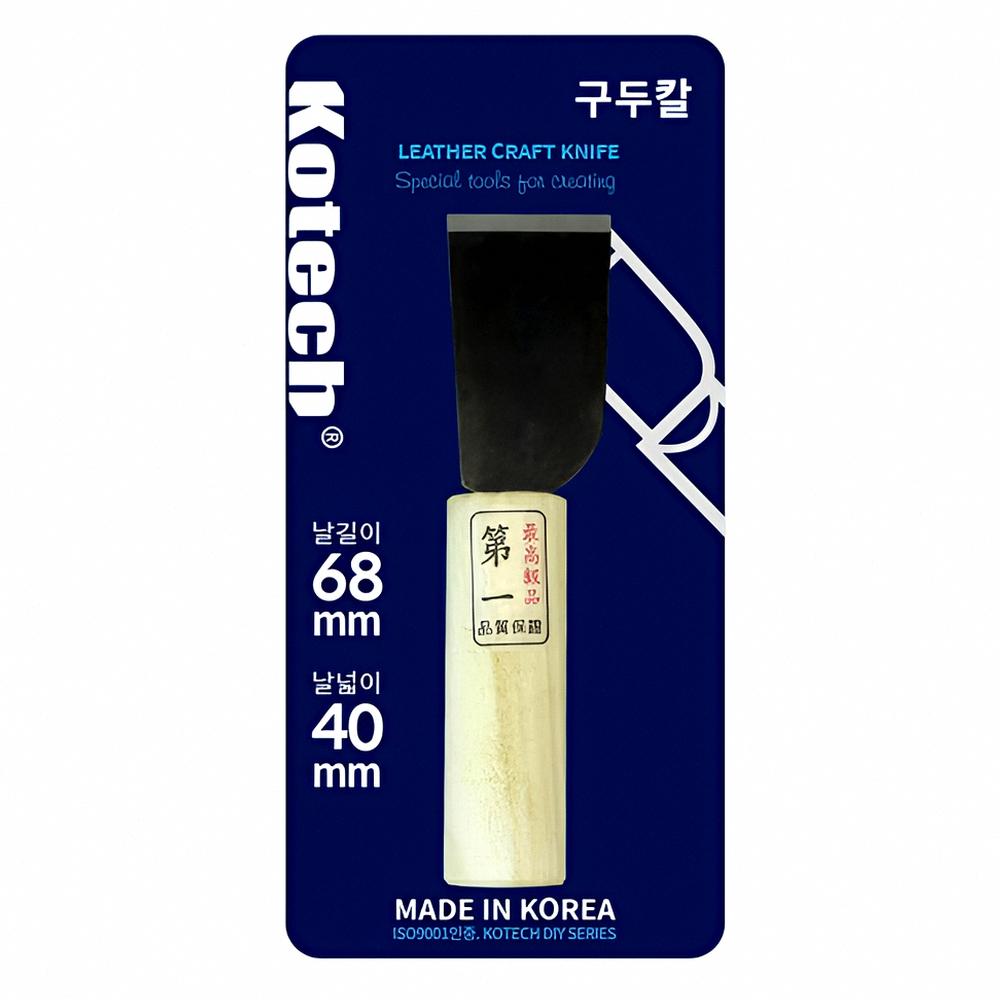 Kotech®
구두칼
LEATHER CRAFT KNIFE
Special tools for creating
날길이
68
mm
날넓이
40
mm
第一
最高級品
品質保證
MADE IN KOREA
ISO9001인증. KOTECH DIY SERIES